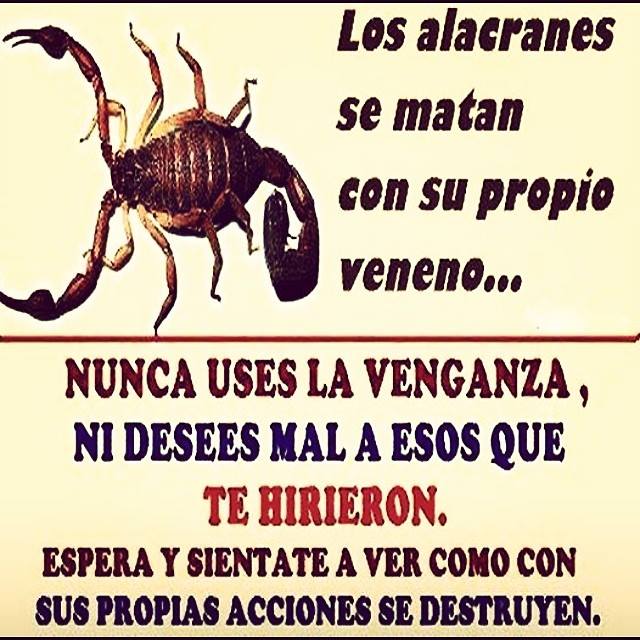 Los alacranes
se matan
con su propio
veneno...
NUNCA USES LA VENGANZA ,
NI DESEES MAL A ESOS QUE
TE HIRIERON.
ESPERA Y SIENTATE A VER COMO CON
SUS PROPIAS ACCIONES SE DESTRUYEN.